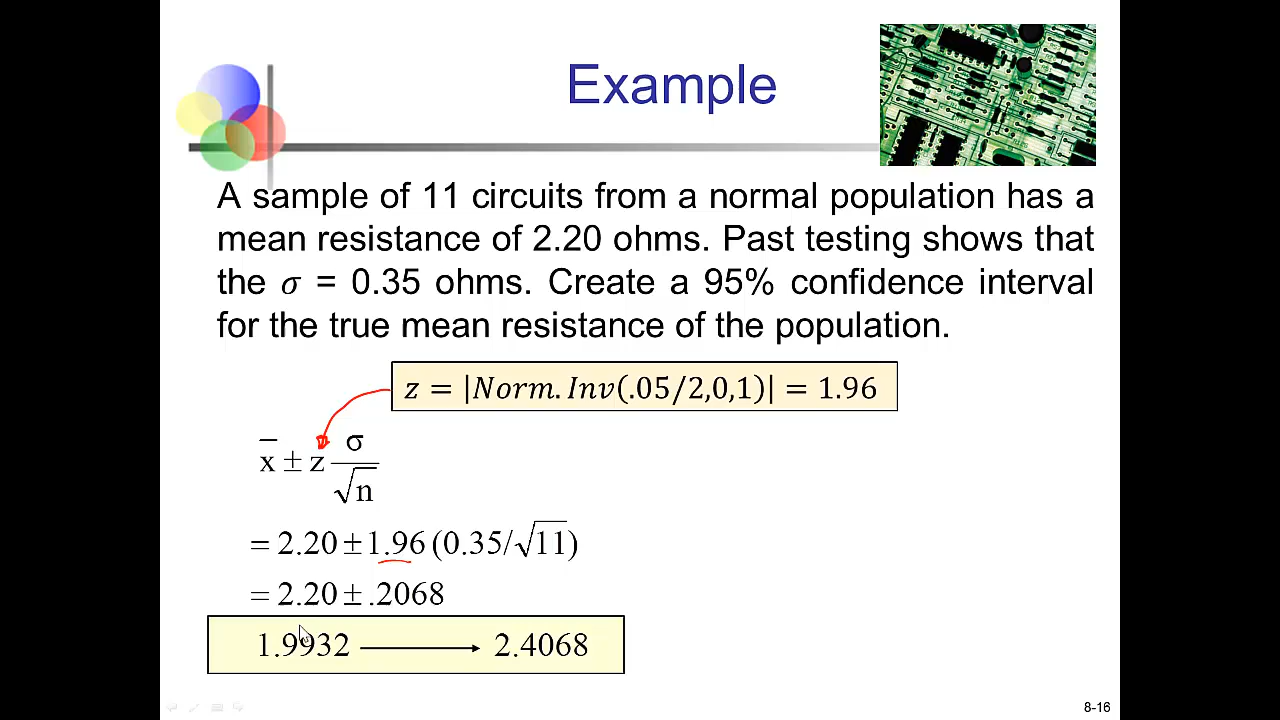 Example
A sample of 11 circuits from a normal population has a
mean resistance of 2.20 ohms. Past testing shows that
the σ = 0.35 ohms. Create a 95% confidence interval
for the true mean resistance of the population.
z = |Norm.Inv(.05/2,0,1)| = 1.96
x̄ ± z σ/√n
= 2.20 ± 1.96 (0.35/√11)
= 2.20 ± .2068
1.9932 ⟶ 2.4068
8-16